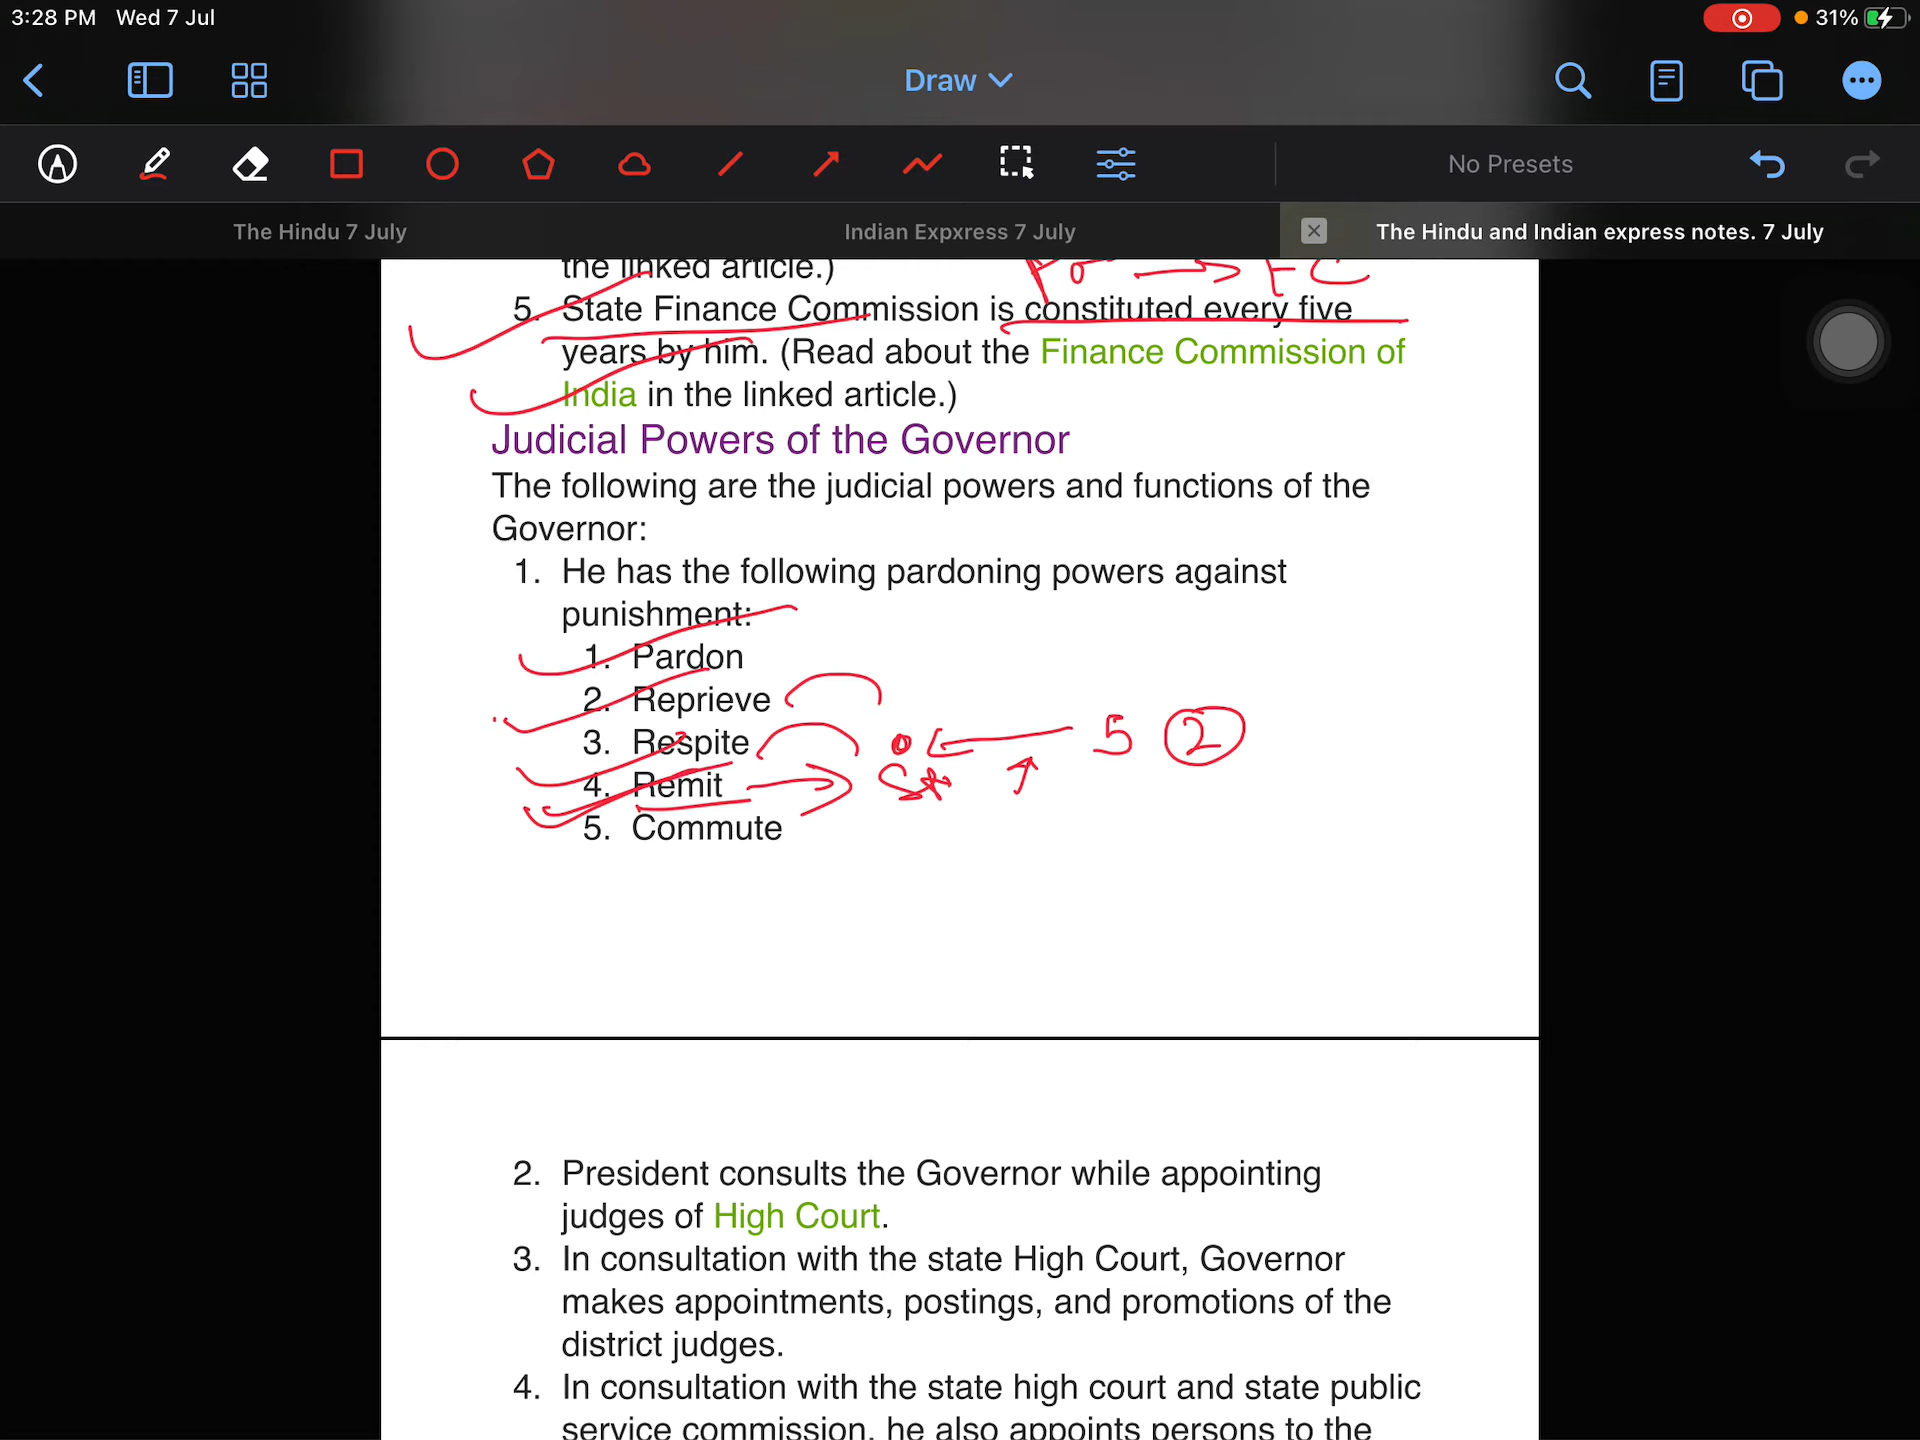 3:28 PM Wed 7 Jul
31%
Draw
No Presets
The Hindu 7 July
Indian Expxress 7 July
The Hindu and Indian express notes. 7 July
the linked article.)
FC
5. State Finance Commission is constituted every five
years by him. (Read about the Finance Commission of
India in the linked article.)
Judicial Powers of the Governor
The following are the judicial powers and functions of the
Governor:
1. He has the following pardoning powers against
punishment:
1. Pardon
2. Reprieve
3. Respite
5 2
4. Remit
5. Commute
2. President consults the Governor while appointing
judges of High Court.
3. In consultation with the state High Court, Governor
makes appointments, postings, and promotions of the
district judges.
4. In consultation with the state high court and state public
service commission, he also appoints persons to the